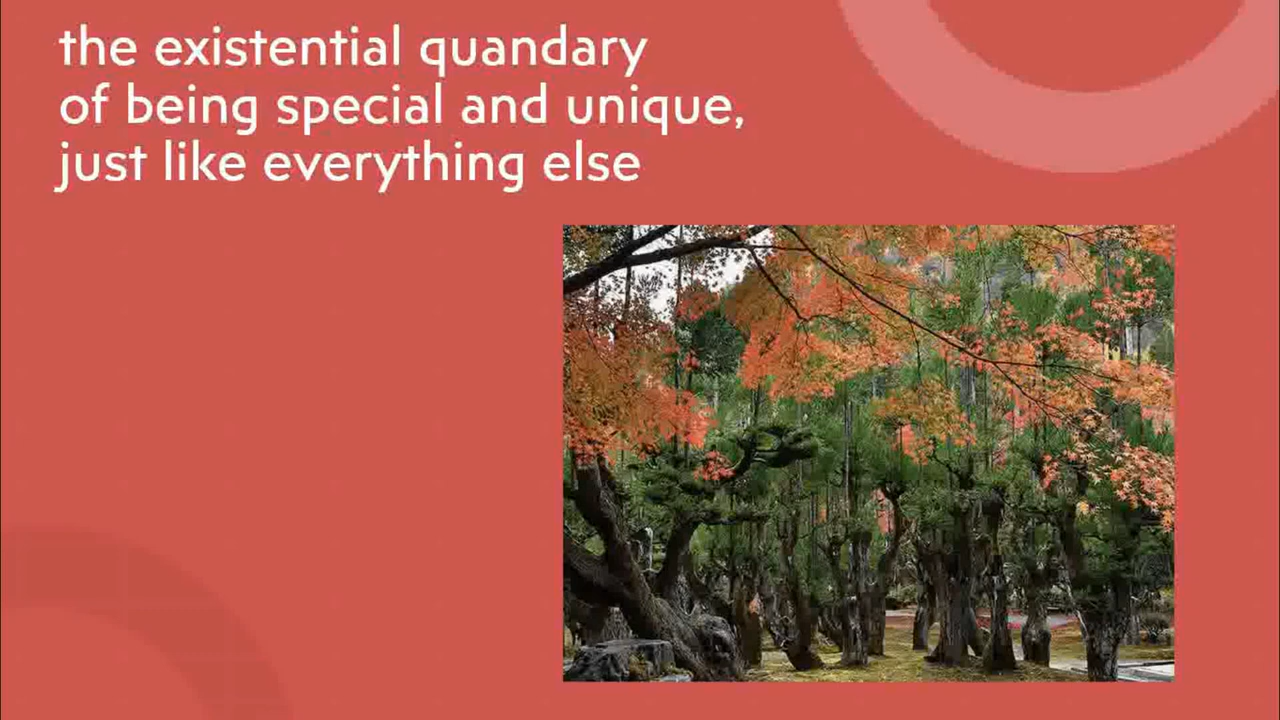 the existential quandary
of being special and unique,
just like everything else